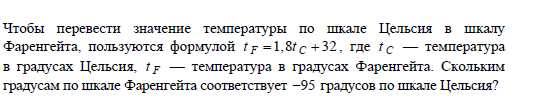 Чтобы перевести значение температуры по шкале Цельсия в шкалу
Фаренгейта, пользуются формулой t_F = 1,8t_C + 32, где t_C — температура
в градусах Цельсия, t_F — температура в градусах Фаренгейта. Скольким
градусам по шкале Фаренгейта соответствует −95 градусов по шкале Цельсия?